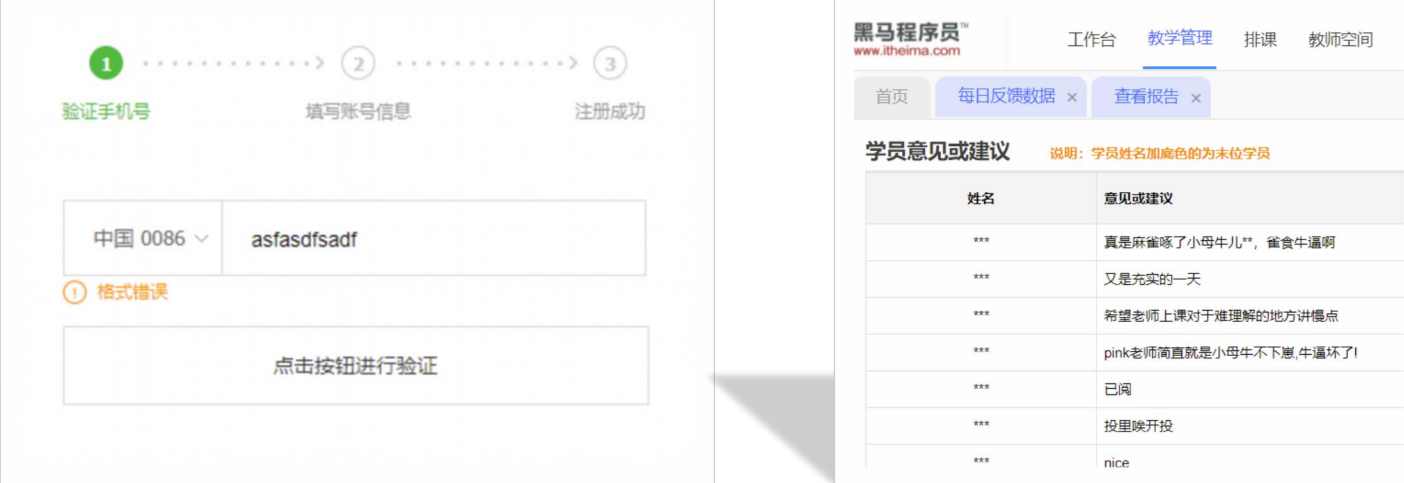 1 2 3
验证手机号 填写账号信息 注册成功
中国 0086 asfasdfsadf
格式错误
点击按钮进行验证
黑马程序员™
www.itheima.com
工作台 教学管理 排课 教师空间
首页 每日反馈数据 × 查看报告 ×
学员意见或建议 说明：学员姓名加底色的为末位学员
姓名 意见或建议
*** 真是麻雀啄了小母牛儿**，雀食牛逼啊
*** 又是充实的一天
*** 希望老师上课对于难理解的地方讲慢点
*** pink老师简直就是小母牛不下崽,牛逼坏了!
*** 已阅
*** 投里唉开投
*** nice